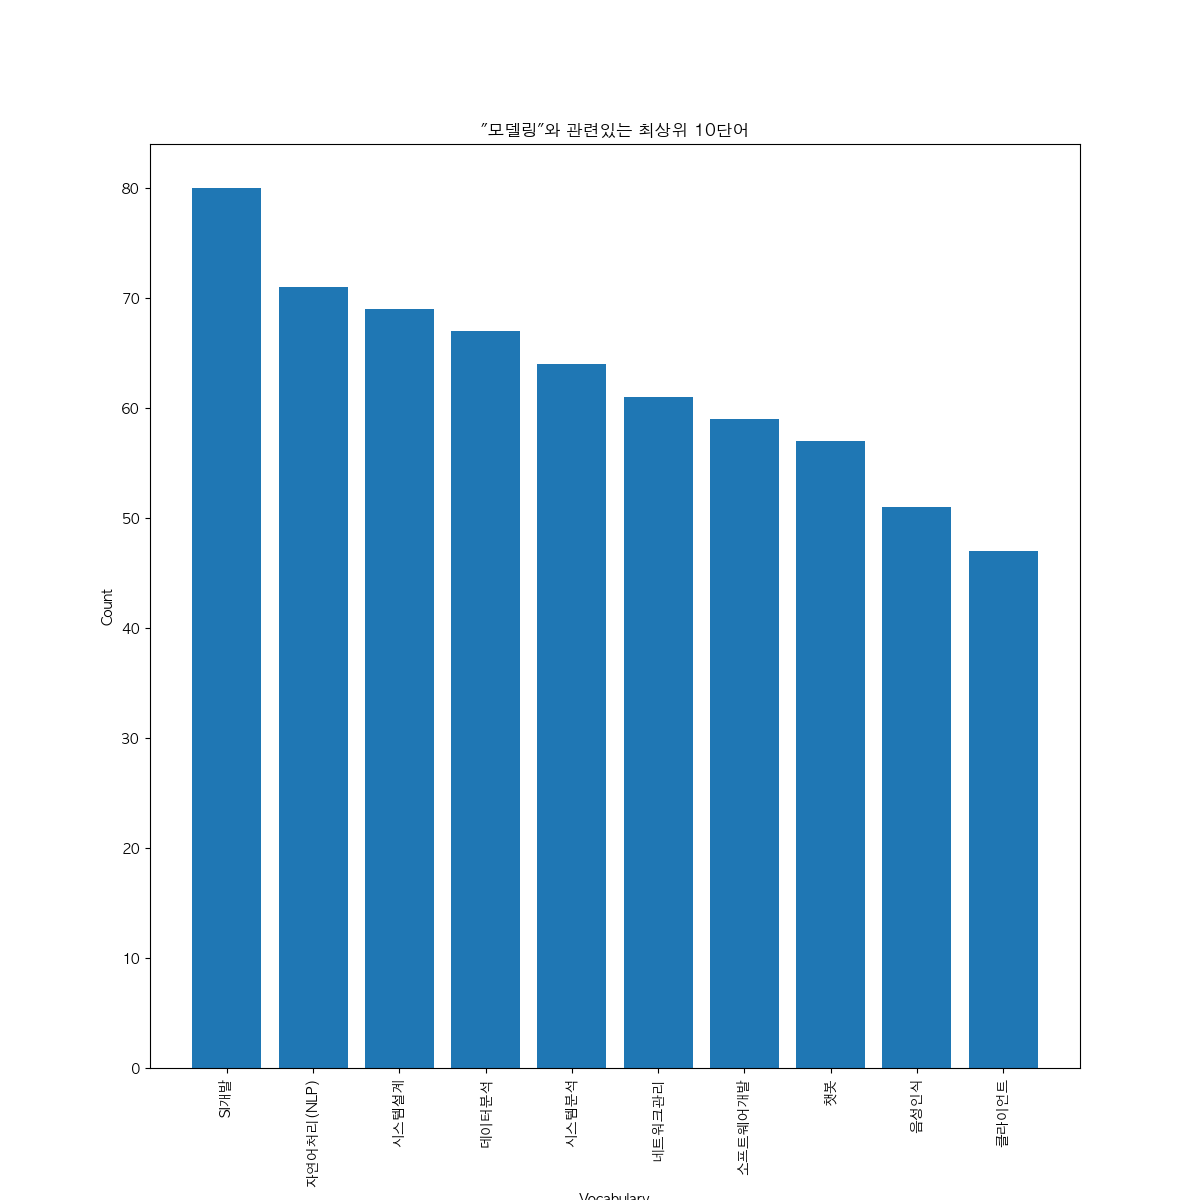 "모델링"와 관련있는 최상위 10단어
80
70
60
50
40
30
20
10
0
Count
SI개발
자연어처리(NLP)
시스템설계
데이터분석
시스템분석
네트워크관리
소프트웨어개발
챗봇
음성인식
클라이언트
Vocabulary